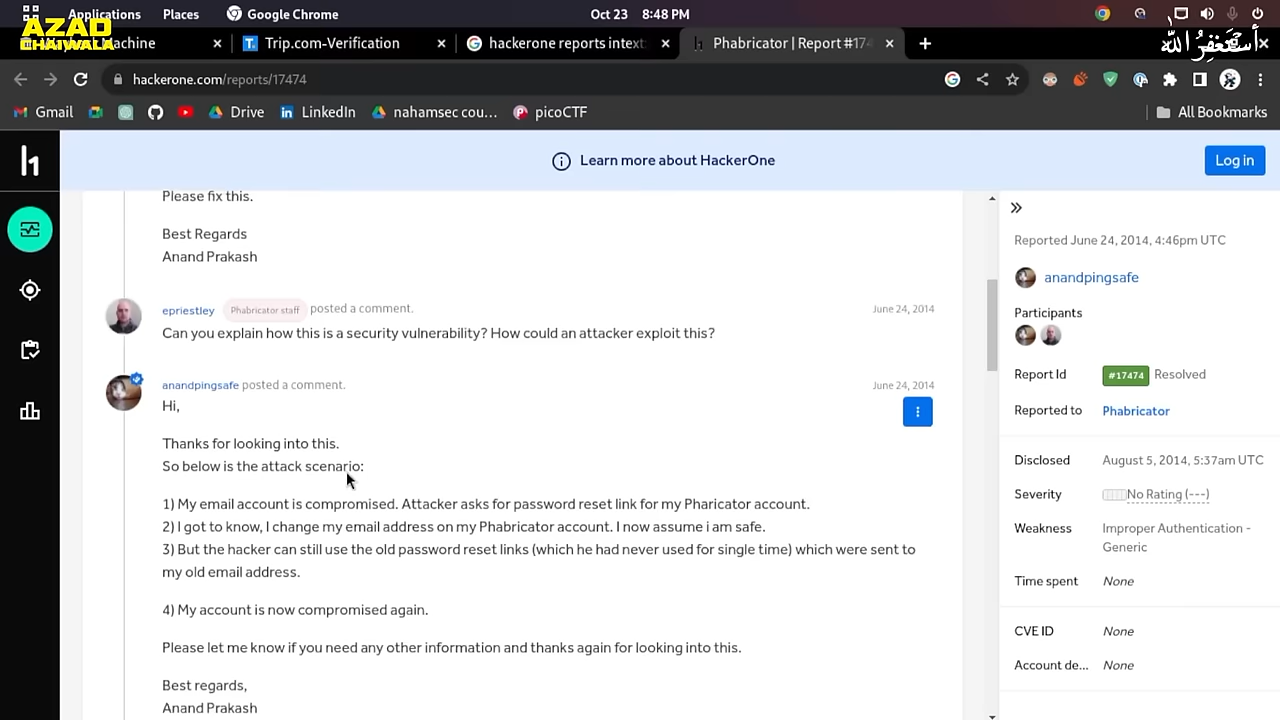 Applications
Places
Google Chrome
Oct 23 8:48 PM
AZAD
CHAIWALA
Machine
Trip.com-Verification
hackerone reports intext
Phabricator | Report #174
أستغفر الله
hackerone.com/reports/17474
Gmail
Drive
LinkedIn
nahamsec cou...
picoCTF
All Bookmarks
Learn more about HackerOne
Log in
Please fix this.
Best Regards
Anand Prakash
epriestley Phabricator staff posted a comment. June 24, 2014
Can you explain how this is a security vulnerability? How could an attacker exploit this?
anandpingsafe posted a comment. June 24, 2014
Hi,
Thanks for looking into this.
So below is the attack scenario:
1) My email account is compromised. Attacker asks for password reset link for my Pharicator account.
2) I got to know, I change my email address on my Phabricator account. I now assume i am safe.
3) But the hacker can still use the old password reset links (which he had never used for single time) which were sent to
my old email address.
4) My account is now compromised again.
Please let me know if you need any other information and thanks again for looking into this.
Best regards,
Anand Prakash
Reported June 24, 2014, 4:46pm UTC
anandpingsafe
Participants
Report Id #17474 Resolved
Reported to Phabricator
Disclosed August 5, 2014, 5:37am UTC
Severity No Rating (---)
Weakness Improper Authentication -
Generic
Time spent None
CVE ID None
Account de... None